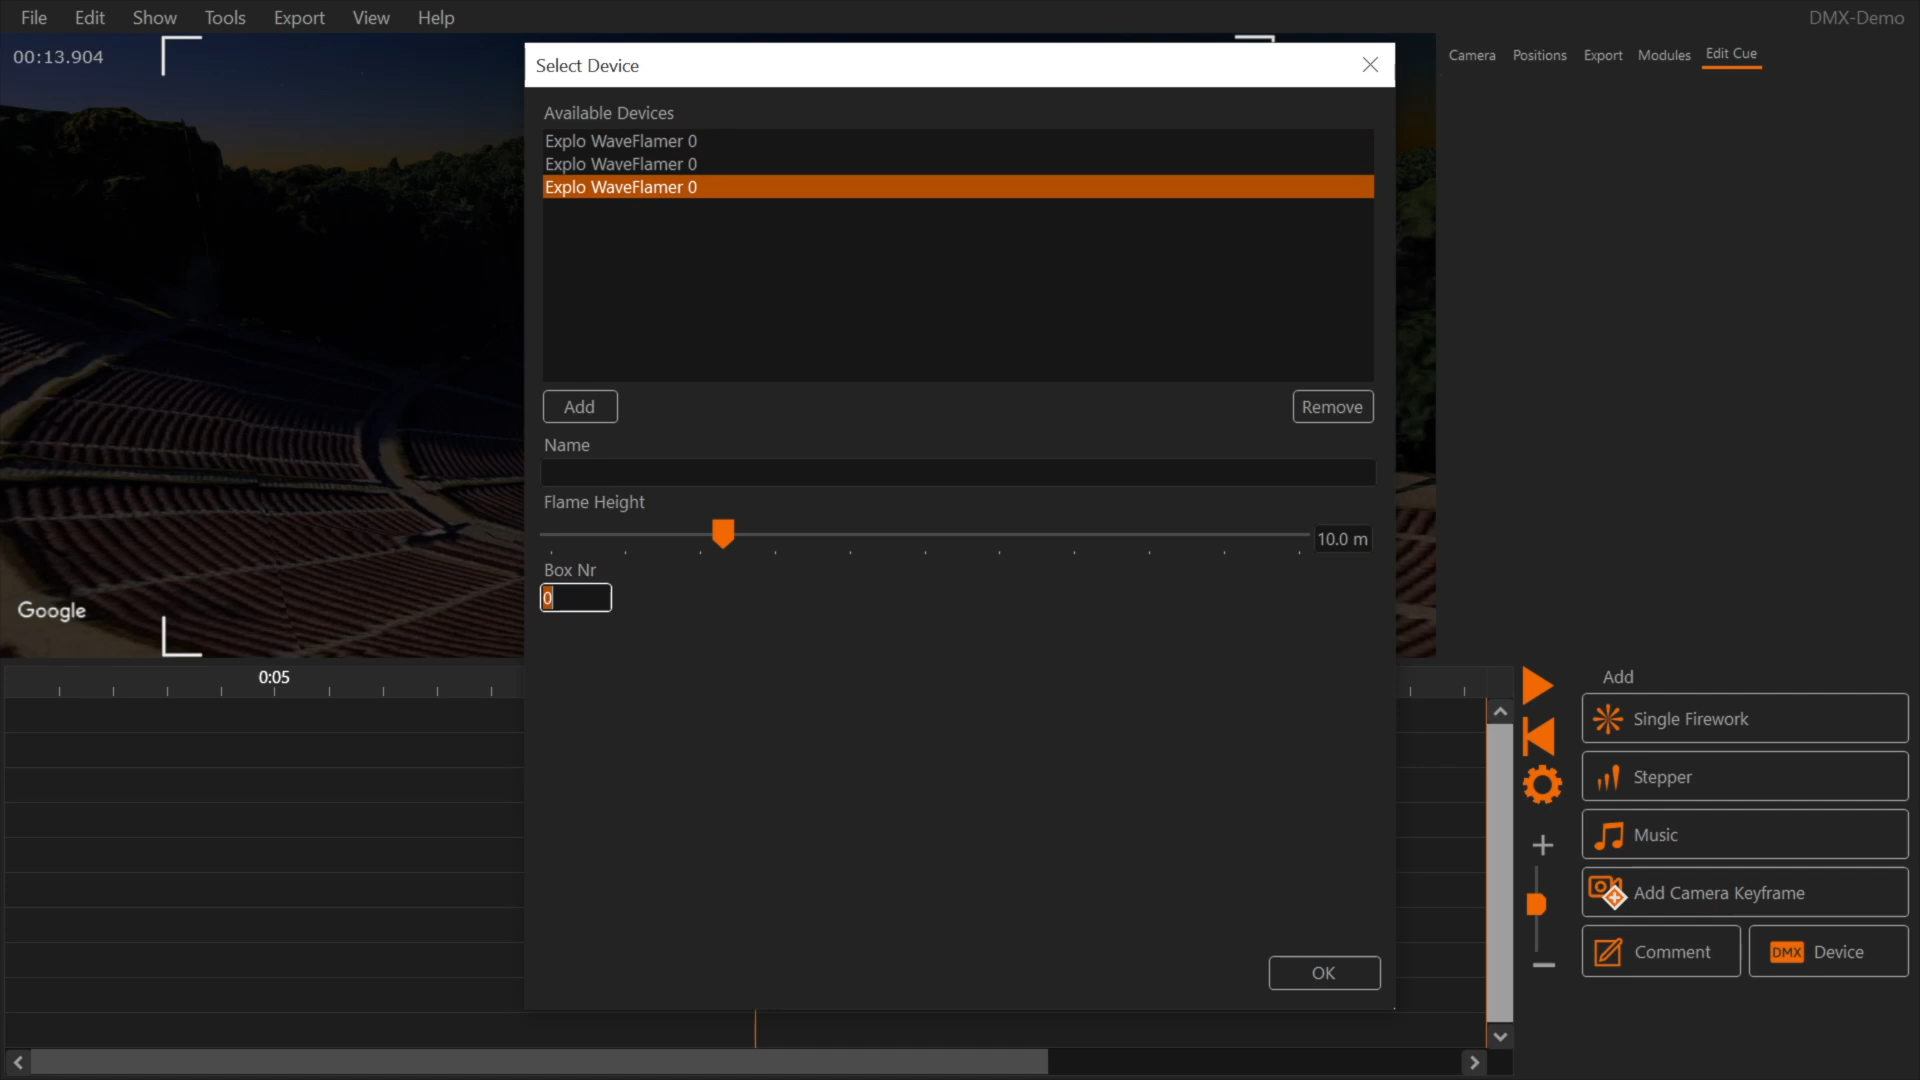 File Edit Show Tools Export View Help DMX-Demo
00:13.904
Camera Positions Export Modules Edit Cue
Select Device
Available Devices
Explo WaveFlamer 0
Explo WaveFlamer 0
Explo WaveFlamer 0
Add Remove
Name
Flame Height
10.0 m
Box Nr
0
Google
0:05
Add
Single Firework
Stepper
Music
Add Camera Keyframe
Comment
DMX Device
OK